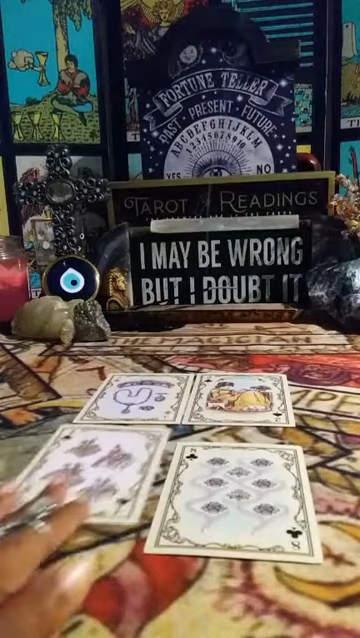 FORTUNE TELLER
PAST · PRESENT · FUTURE
ABCDEFGHIJKLM
1234567890
YES
NO
TAROT & READINGS
I MAY BE WRONG
BUT I DOUBT IT
THE MAGICIAN